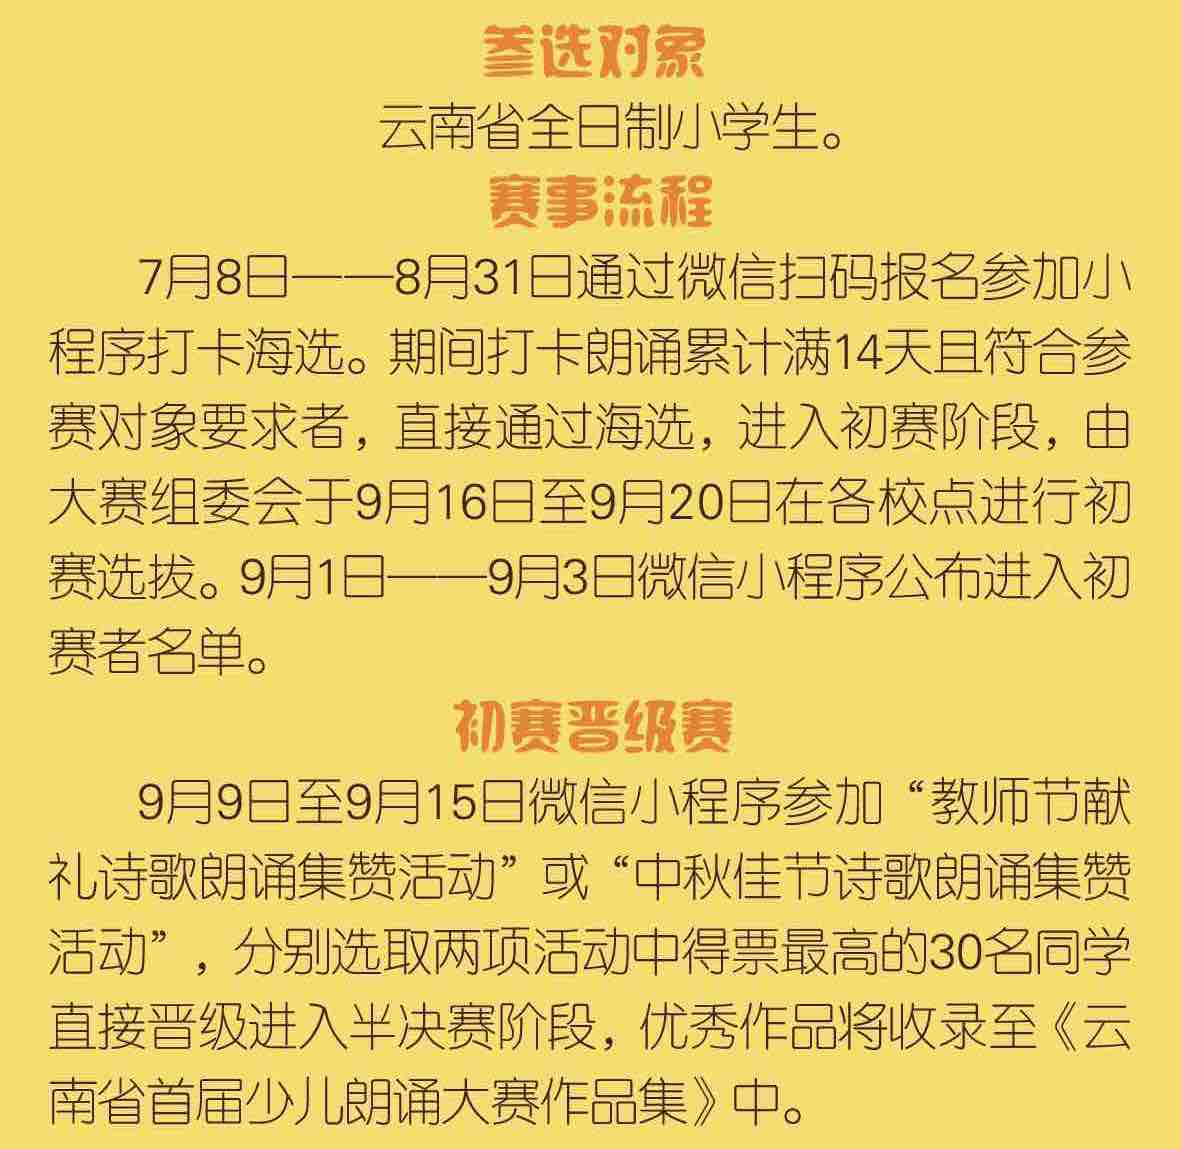 参选对象
云南省全日制小学生。
赛事流程
7月8日——8月31日通过微信扫码报名参加小
程序打卡海选。期间打卡朗诵累计满14天且符合参
赛对象要求者，直接通过海选，进入初赛阶段，由
大赛组委会于9月16日至9月20日在各校点进行初
赛选拔。9月1日——9月3日微信小程序公布进入初
赛者名单。
初赛晋级赛
9月9日至9月15日微信小程序参加“教师节献
礼诗歌朗诵集赞活动”或“中秋佳节诗歌朗诵集赞
活动”，分别选取两项活动中得票最高的30名同学
直接晋级进入半决赛阶段，优秀作品将收录至《云
南省首届少儿朗诵大赛作品集》中。